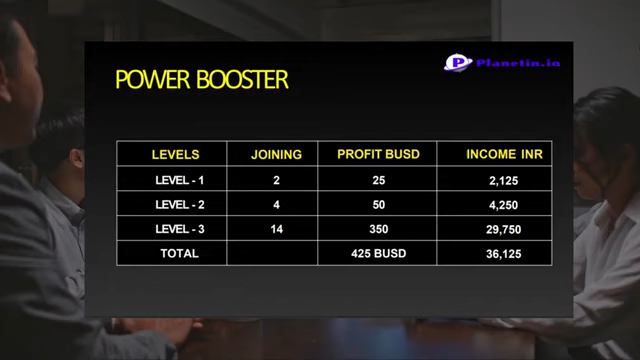 Planetin.io
POWER BOOSTER
LEVELS JOINING PROFIT BUSD INCOME INR
LEVEL - 1 2 25 2,125
LEVEL - 2 4 50 4,250
LEVEL - 3 14 350 29,750
TOTAL 425 BUSD 36,125